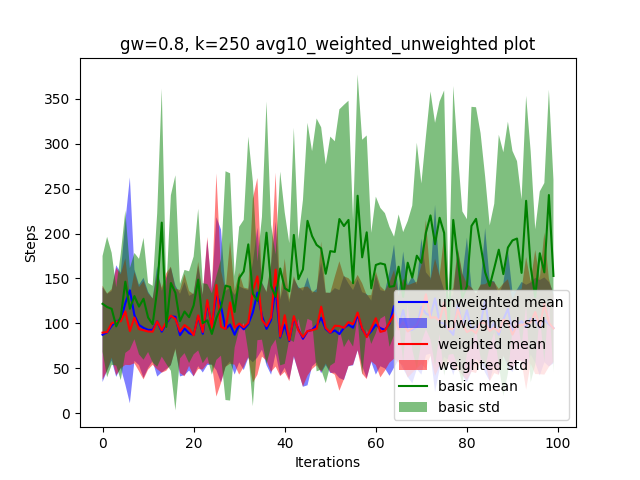 gw=0.8, k=250 avg10_weighted_unweighted plot
Steps
350
300
250
200
150
100
50
0
unweighted mean
unweighted std
weighted mean
weighted std
basic mean
basic std
0 20 40 60 80 100
Iterations